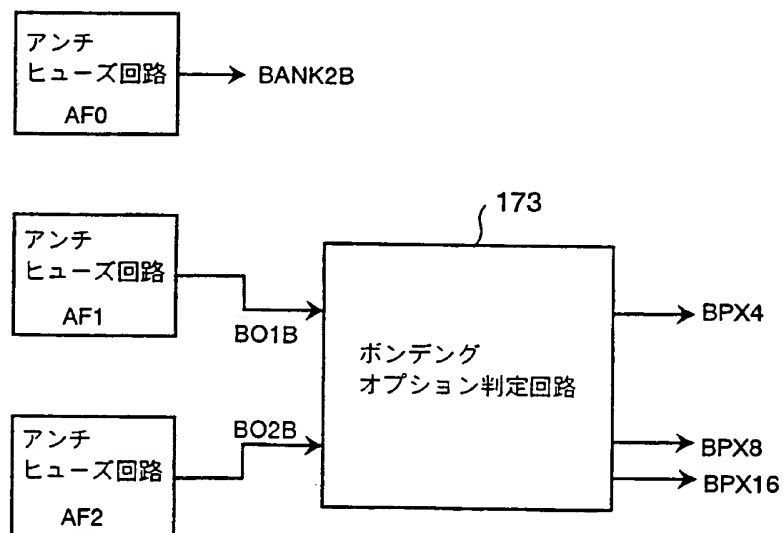 アンチ
ヒューズ回路
AF0
BANK2B
173
アンチ
ヒューズ回路
AF1
BO1B
ボンデング
オプション判定回路
BPX4
アンチ
ヒューズ回路
AF2
BO2B
BPX8
BPX16